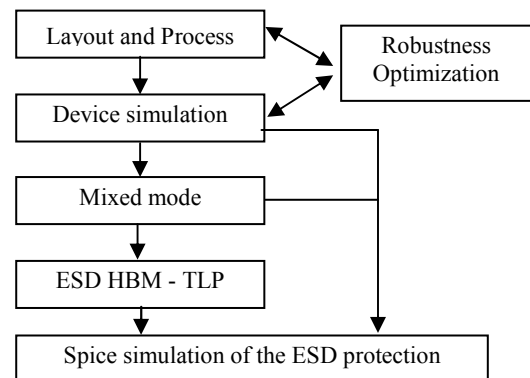 Layout and Process
Robustness
Optimization
Device simulation
Mixed mode
ESD HBM - TLP
Spice simulation of the ESD protection